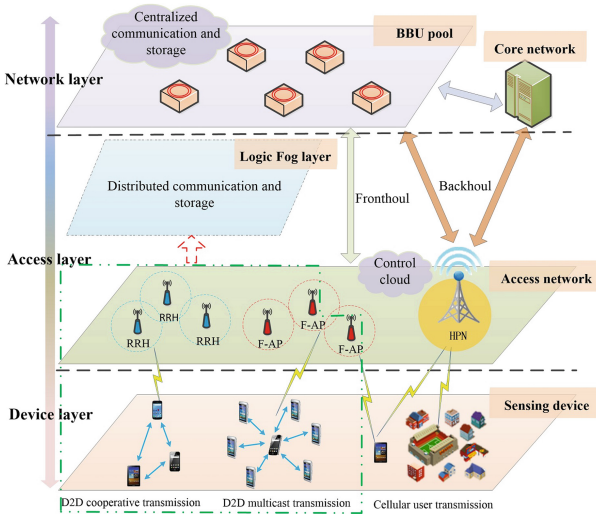 Centralized
communication and
storage
BBU pool
Core network
Network layer
Logic Fog layer
Distributed communication and
storage
Fronthoul
Backhoul
Access layer
Control
cloud
Access network
RRH
RRH
RRH
F-AP
F-AP
F-AP
HPN
Device layer
Sensing device
D2D cooperative transmission
D2D multicast transmission
Cellular user transmission